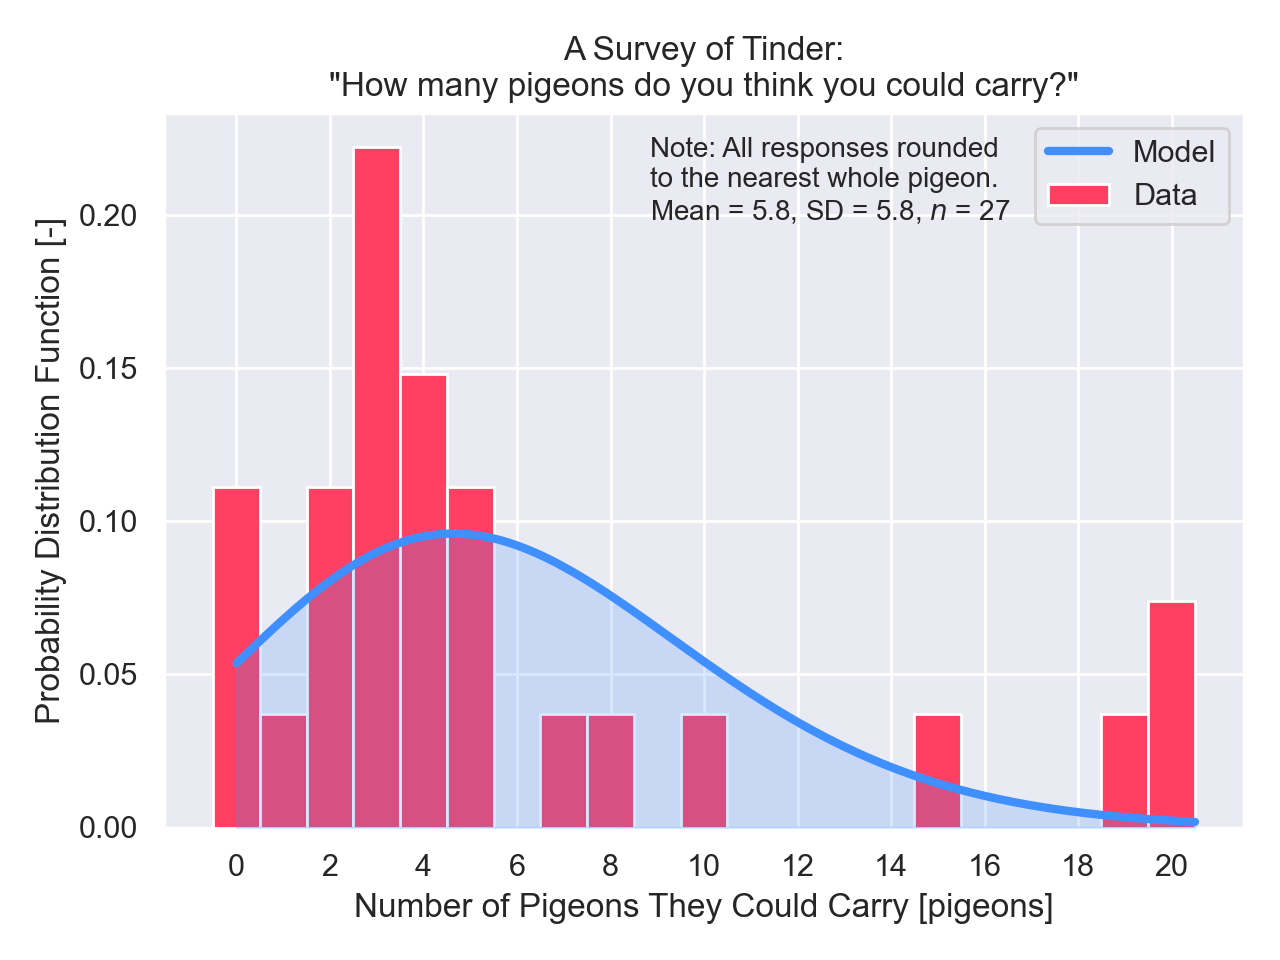 A Survey of Tinder:
"How many pigeons do you think you could carry?"
Note: All responses rounded
to the nearest whole pigeon.
Mean = 5.8, SD = 5.8, n = 27
Model
Data
Probability Distribution Function [-]
0.20
0.15
0.10
0.05
0.00
0 2 4 6 8 10 12 14 16 18 20
Number of Pigeons They Could Carry [pigeons]